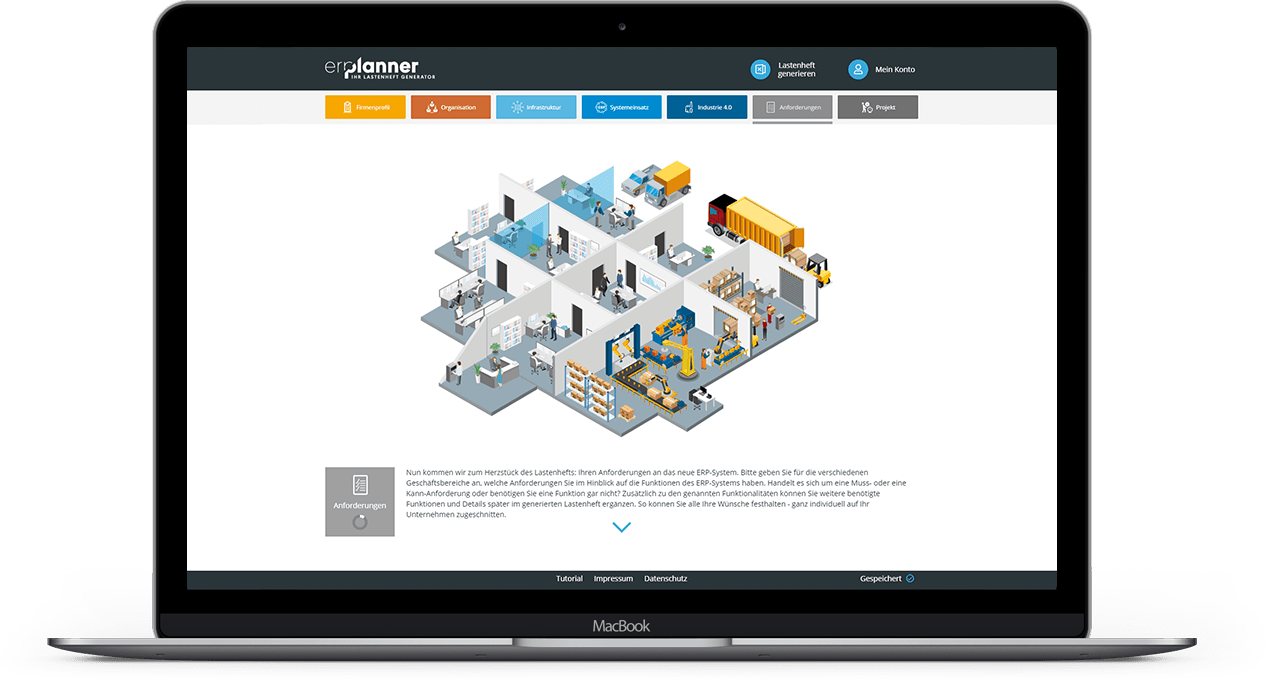 erplanner
IHR LASTENHEFT GENERATOR
Lastenheft
generieren
Mein Konto
Firmenprofil
Organisation
Infrastruktur
Systemeinsatz
Industrie 4.0
Anforderungen
Projekt
Nun kommen wir zum Herzstück des Lastenhefts: Ihren Anforderungen an das neue ERP-System. Bitte geben Sie für die verschiedenen
Geschäftsbereiche an, welche Anforderungen Sie im Hinblick auf die Funktionen des ERP-Systems haben. Handelt es sich um eine Muss- oder eine
Kann-Anforderung oder benötigen Sie eine Funktion gar nicht? Zusätzlich zu den genannten Funktionalitäten können Sie weitere benötigte
Funktionen und Details später im generierten Lastenheft ergänzen. So können Sie alle Ihre Wünsche festhalten - ganz individuell auf Ihr
Unternehmen zugeschnitten.
Anforderungen
Tutorial
Impressum
Datenschutz
Gespeichert
MacBook